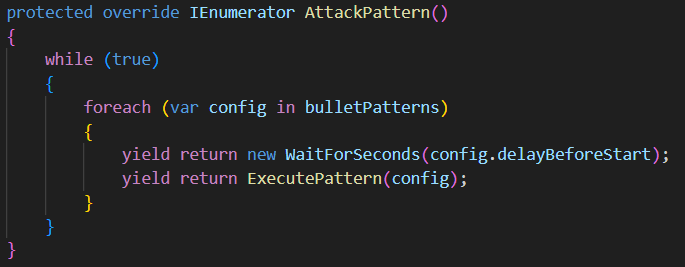 protected override IEnumerator AttackPattern()
{
    while (true)
    {
        foreach (var config in bulletPatterns)
        {
            yield return new WaitForSeconds(config.delayBeforeStart);
            yield return ExecutePattern(config);
        }
    }
}